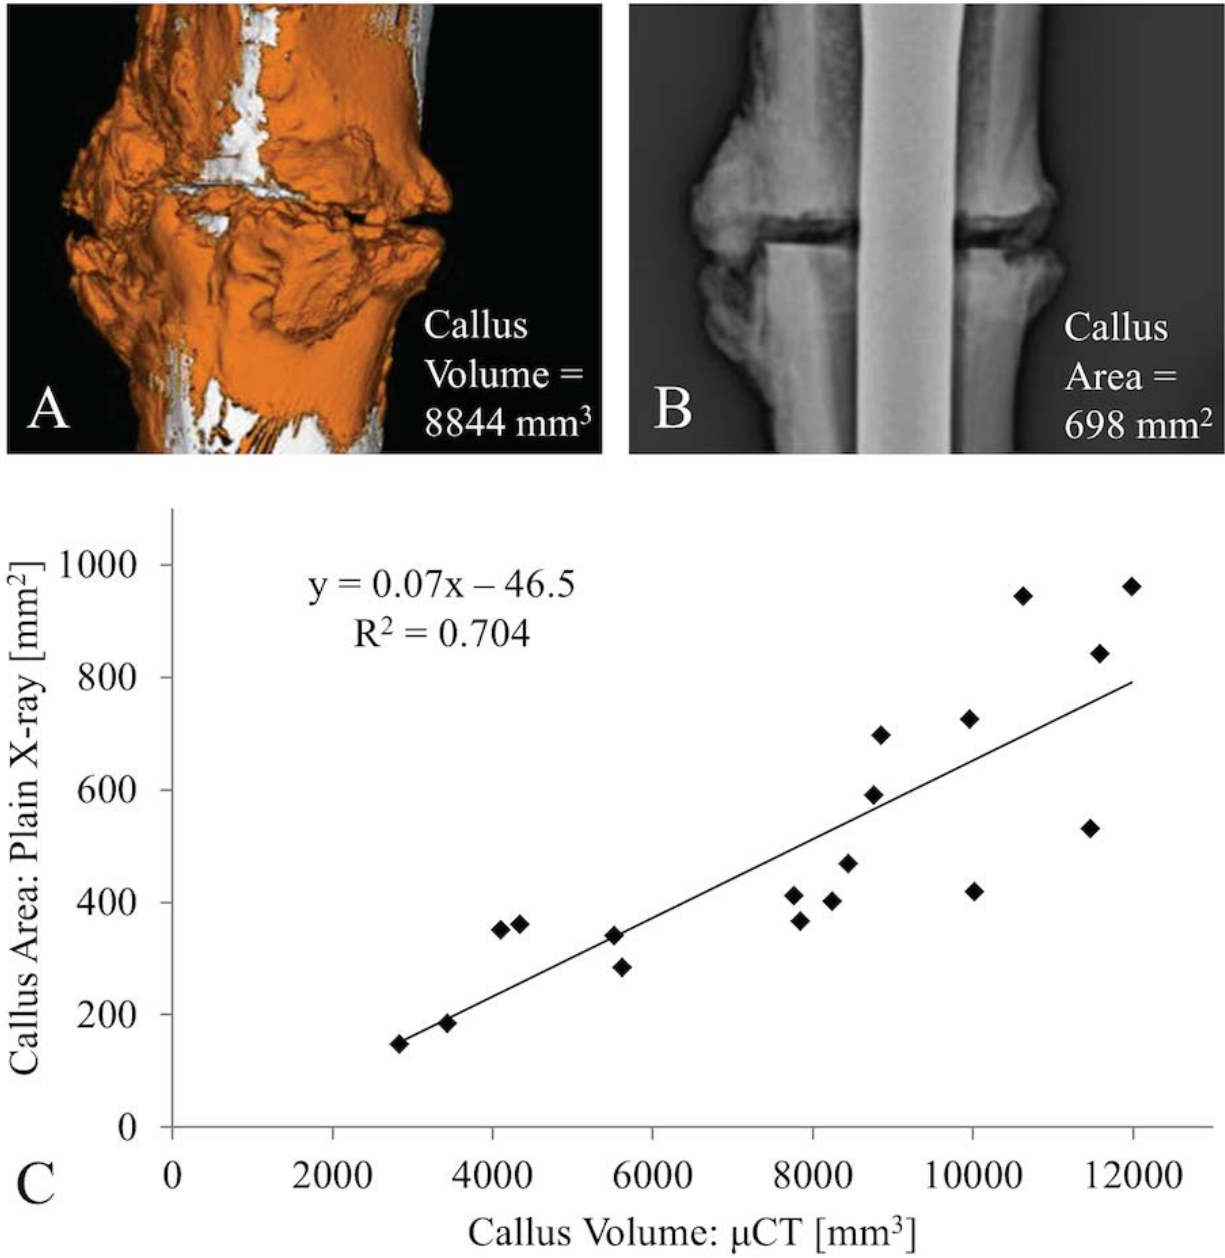 Callus
Volume =
8844 mm³
A
Callus
Area =
698 mm²
B
y = 0.07x – 46.5
R² = 0.704
Callus Area: Plain X-ray [mm²]
1000
800
600
400
200
0
0 2000 4000 6000 8000 10000 12000
C
Callus Volume: μCT [mm³]